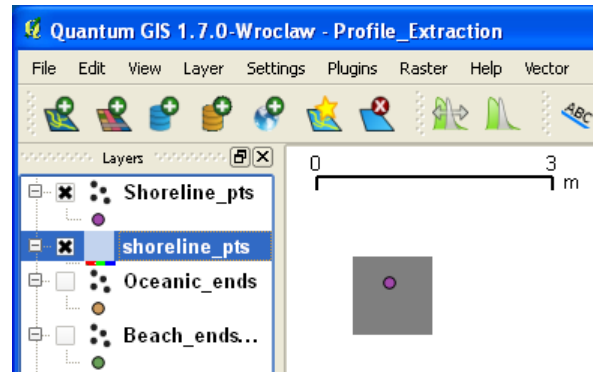 Quantum GIS 1.7.0-Wroclaw - Profile_Extraction
File Edit View Layer Settings Plugins Raster Help Vector
ABC
Layers
0 3
m
Shoreline_pts
shoreline_pts
Oceanic_ends
Beach_ends...